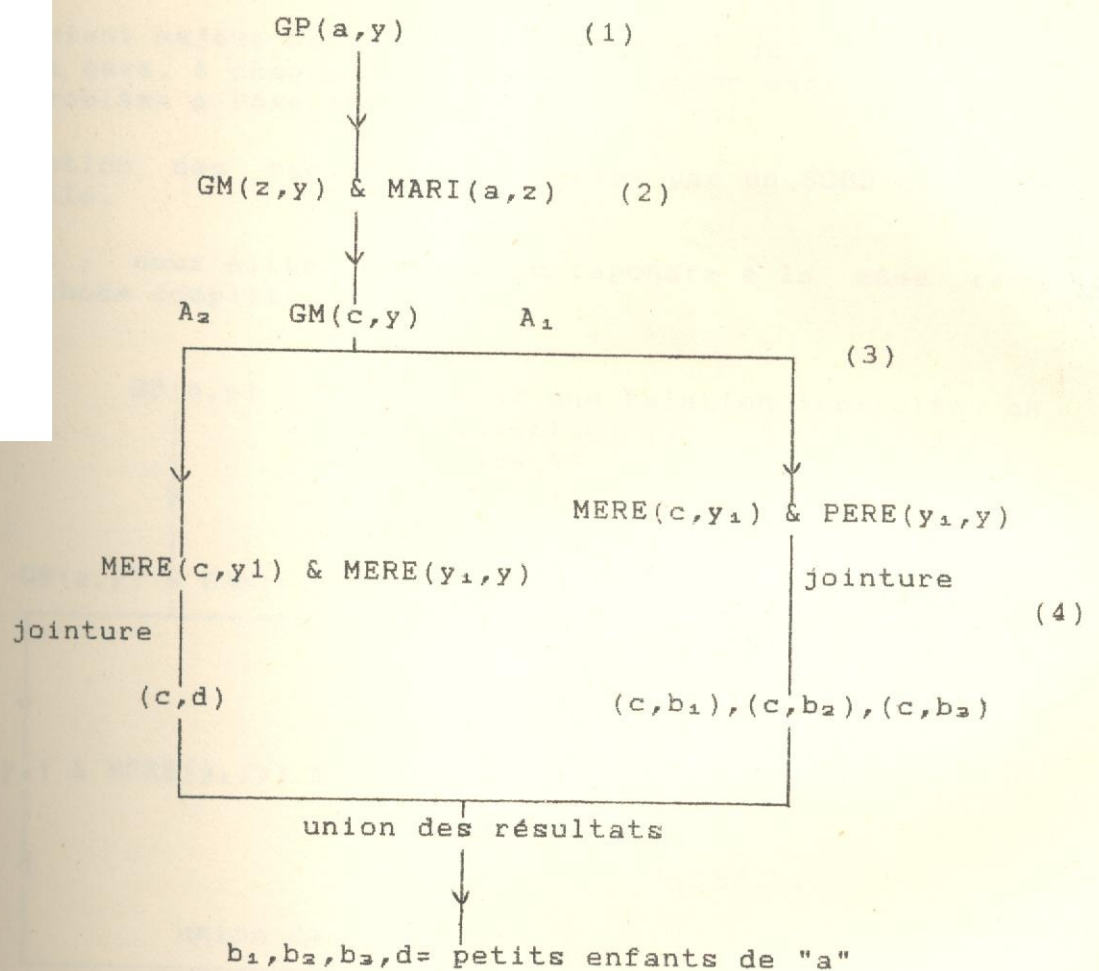 GP(a,y) (1)
GM(z,y) & MARI(a,z) (2)
A₂ GM(c,y) A₁
(3)
MERE(c,y₁) & PERE(y₁,y)
MERE(c,y1) & MERE(y₁,y)
jointure
(4)
jointure
(c,d)
(c,b₁),(c,b₂),(c,b₃)
union des résultats
b₁,b₂,b₃,d= petits enfants de "a"